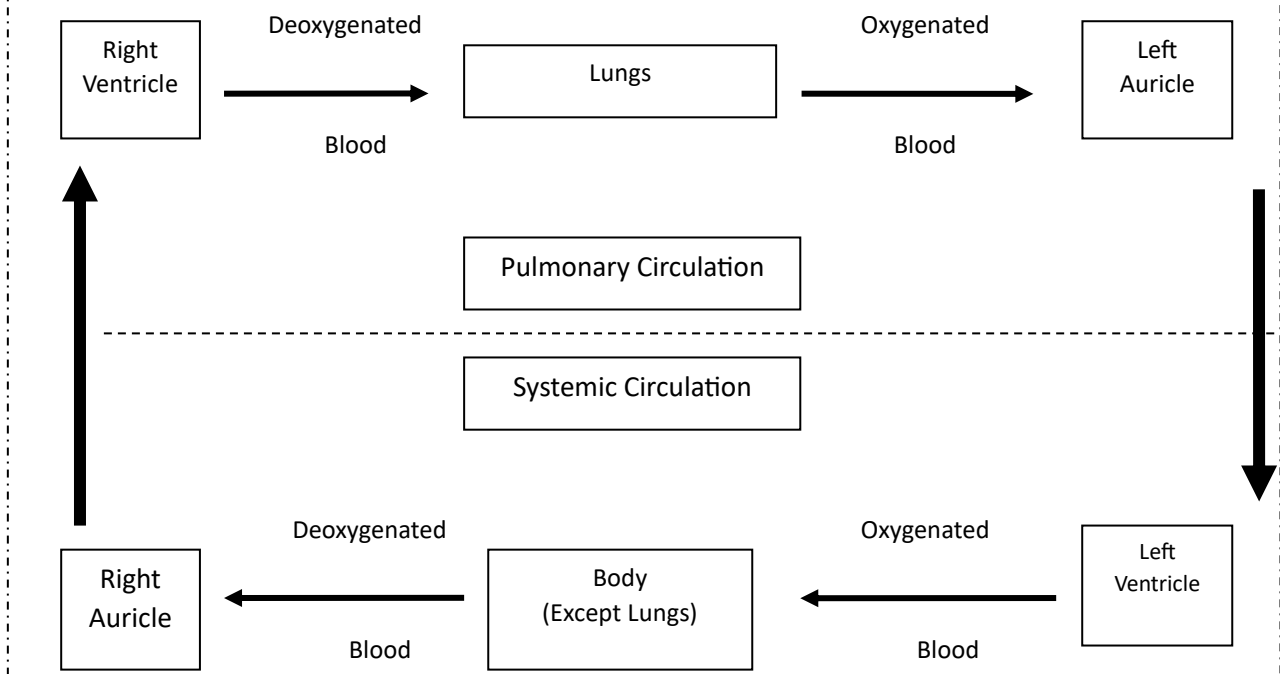 Deoxygenated
Oxygenated
Right
Ventricle
Lungs
Left
Auricle
Blood
Blood
Pulmonary Circulation
Systemic Circulation
Deoxygenated
Oxygenated
Right
Auricle
Body
(Except Lungs)
Left
Ventricle
Blood
Blood